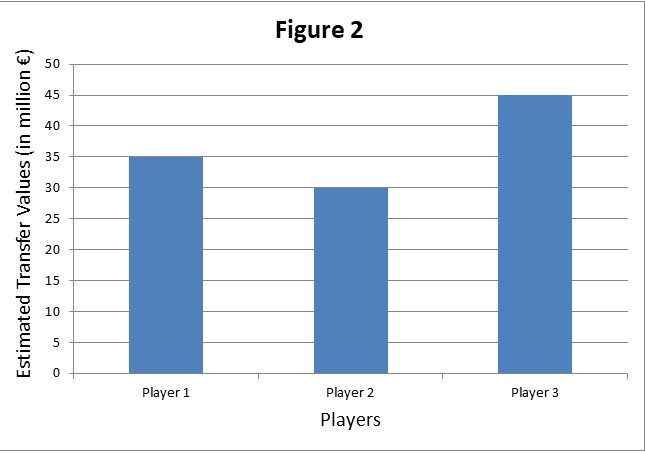 Figure 2
Estimated Transfer Values (in million €)
50
45
40
35
30
25
20
15
10
5
0
Player 1
Player 2
Player 3
Players